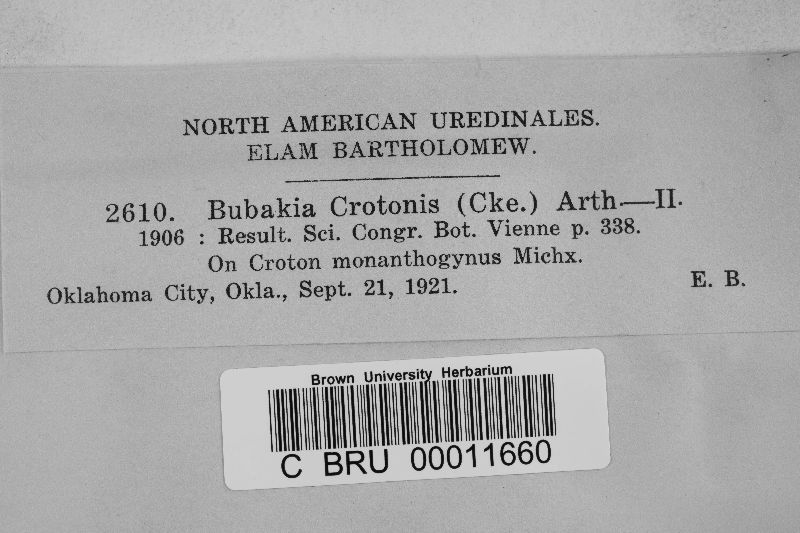 NORTH AMERICAN UREDINALES.
ELAM BARTHOLOMEW.
2610. Bubakia Crotonis (Cke.) Arth—II.
1906 : Result. Sci. Congr. Bot. Vienne p. 338.
On Croton monanthogynus Michx.
Oklahoma City, Okla., Sept. 21, 1921. E. B.
Brown University Herbarium
C BRU 00011660